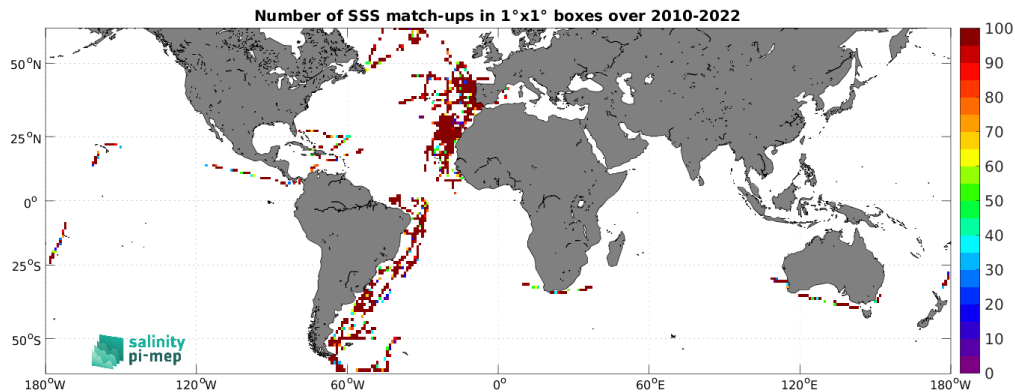 Number of SSS match-ups in 1°x1° boxes over 2010-2022
50°N
25°N
0°
25°S
50°S
180°W 120°W 60°W 0° 60°E 120°E 180°W
100
90
80
70
60
50
40
30
20
10
0
salinity
pi-mep